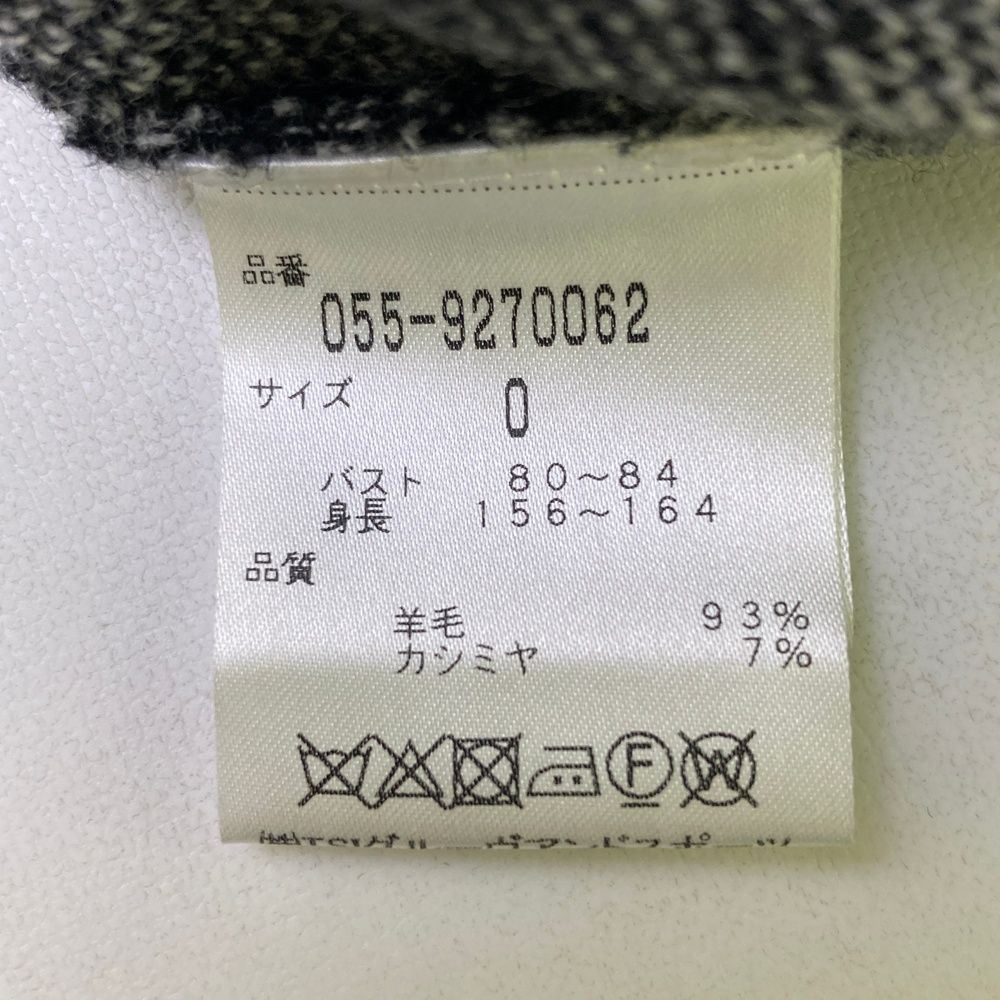 品番
055-9270062
サイズ 0
バスト 80～84
身長 156～164
品質
羊毛 93%
カシミヤ 7%
F W